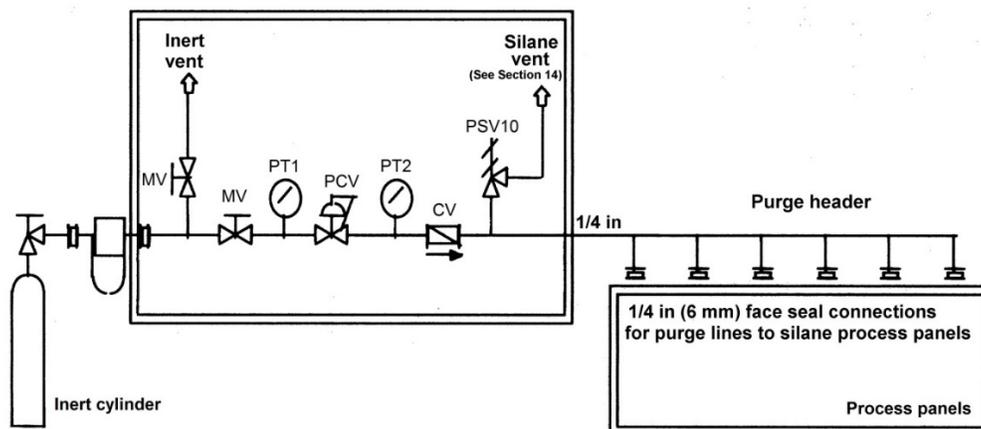 Inert
vent
Silane
vent
(See Section 14)
PSV10
MV
MV
PT1
PCV
PT2
CV
1/4 in
Purge header
1/4 in (6 mm) face seal connections
for purge lines to silane process panels
Process panels
Inert cylinder